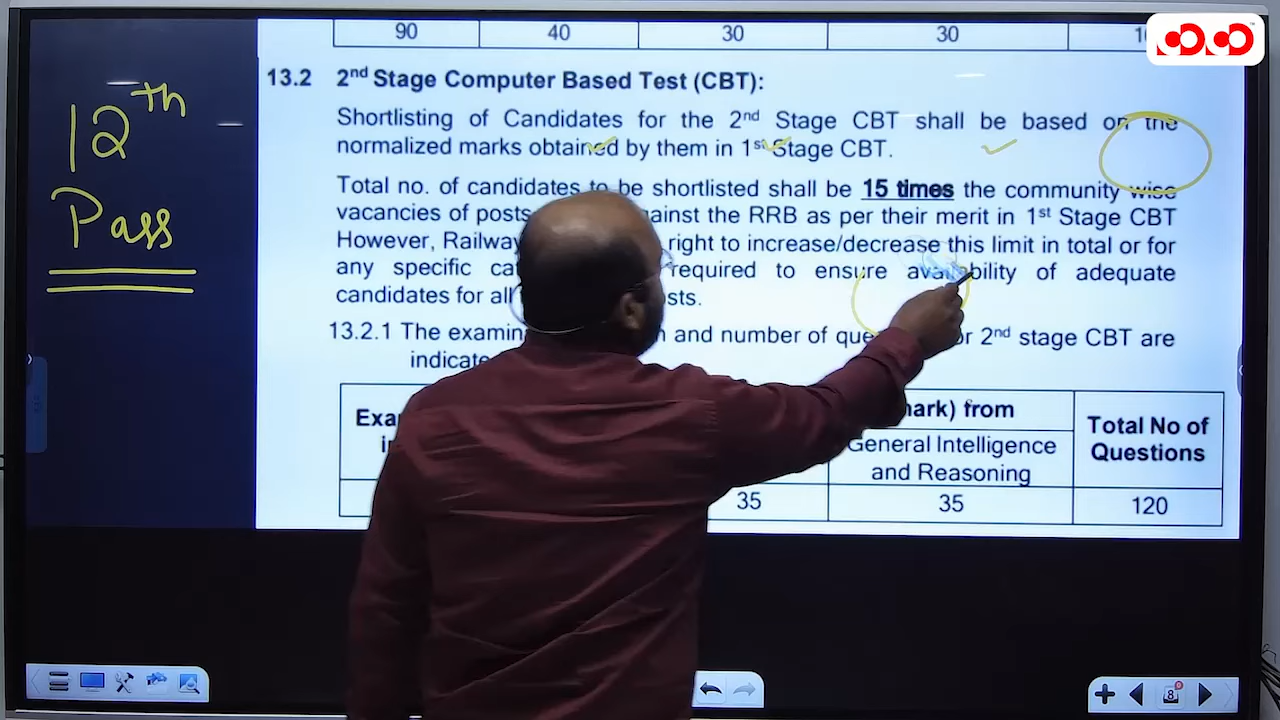 90 40 30 30
12th
Pass
13.2 2nd Stage Computer Based Test (CBT):
Shortlisting of Candidates for the 2nd Stage CBT shall be based on the
normalized marks obtained by them in 1st Stage CBT.
Total no. of candidates to be shortlisted shall be 15 times the community wise
vacancies of posts against the RRB as per their merit in 1st Stage CBT
However, Railway right to increase/decrease this limit in total or for
any specific required to ensure availability of adequate
candidates for all
13.2.1 The and number of 2nd stage CBT are
from
Total No of
Questions
General Intelligence
and Reasoning
35 35 120
8